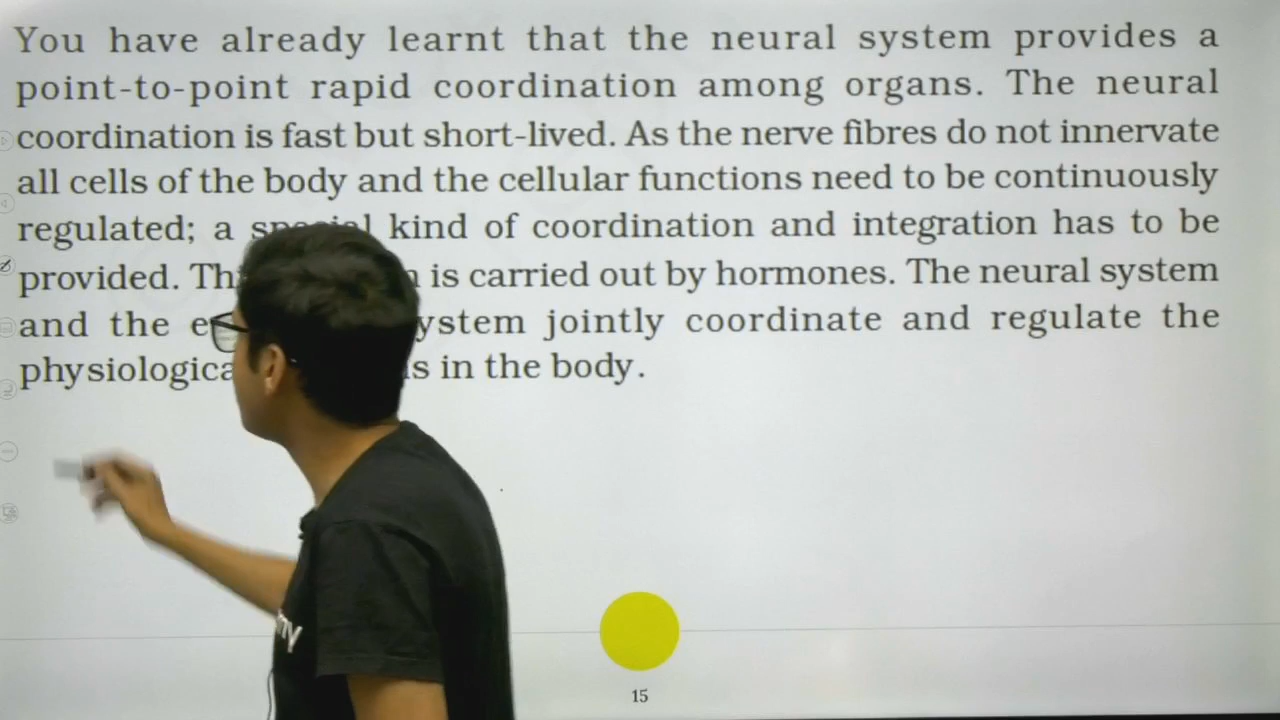 You have already learnt that the neural system provides a
point-to-point rapid coordination among organs. The neural
coordination is fast but short-lived. As the nerve fibres do not innervate
all cells of the body and the cellular functions need to be continuously
regulated; a special kind of coordination and integration has to be
provided. is carried out by hormones. The neural system
and the jointly coordinate and regulate the
in the body.
15